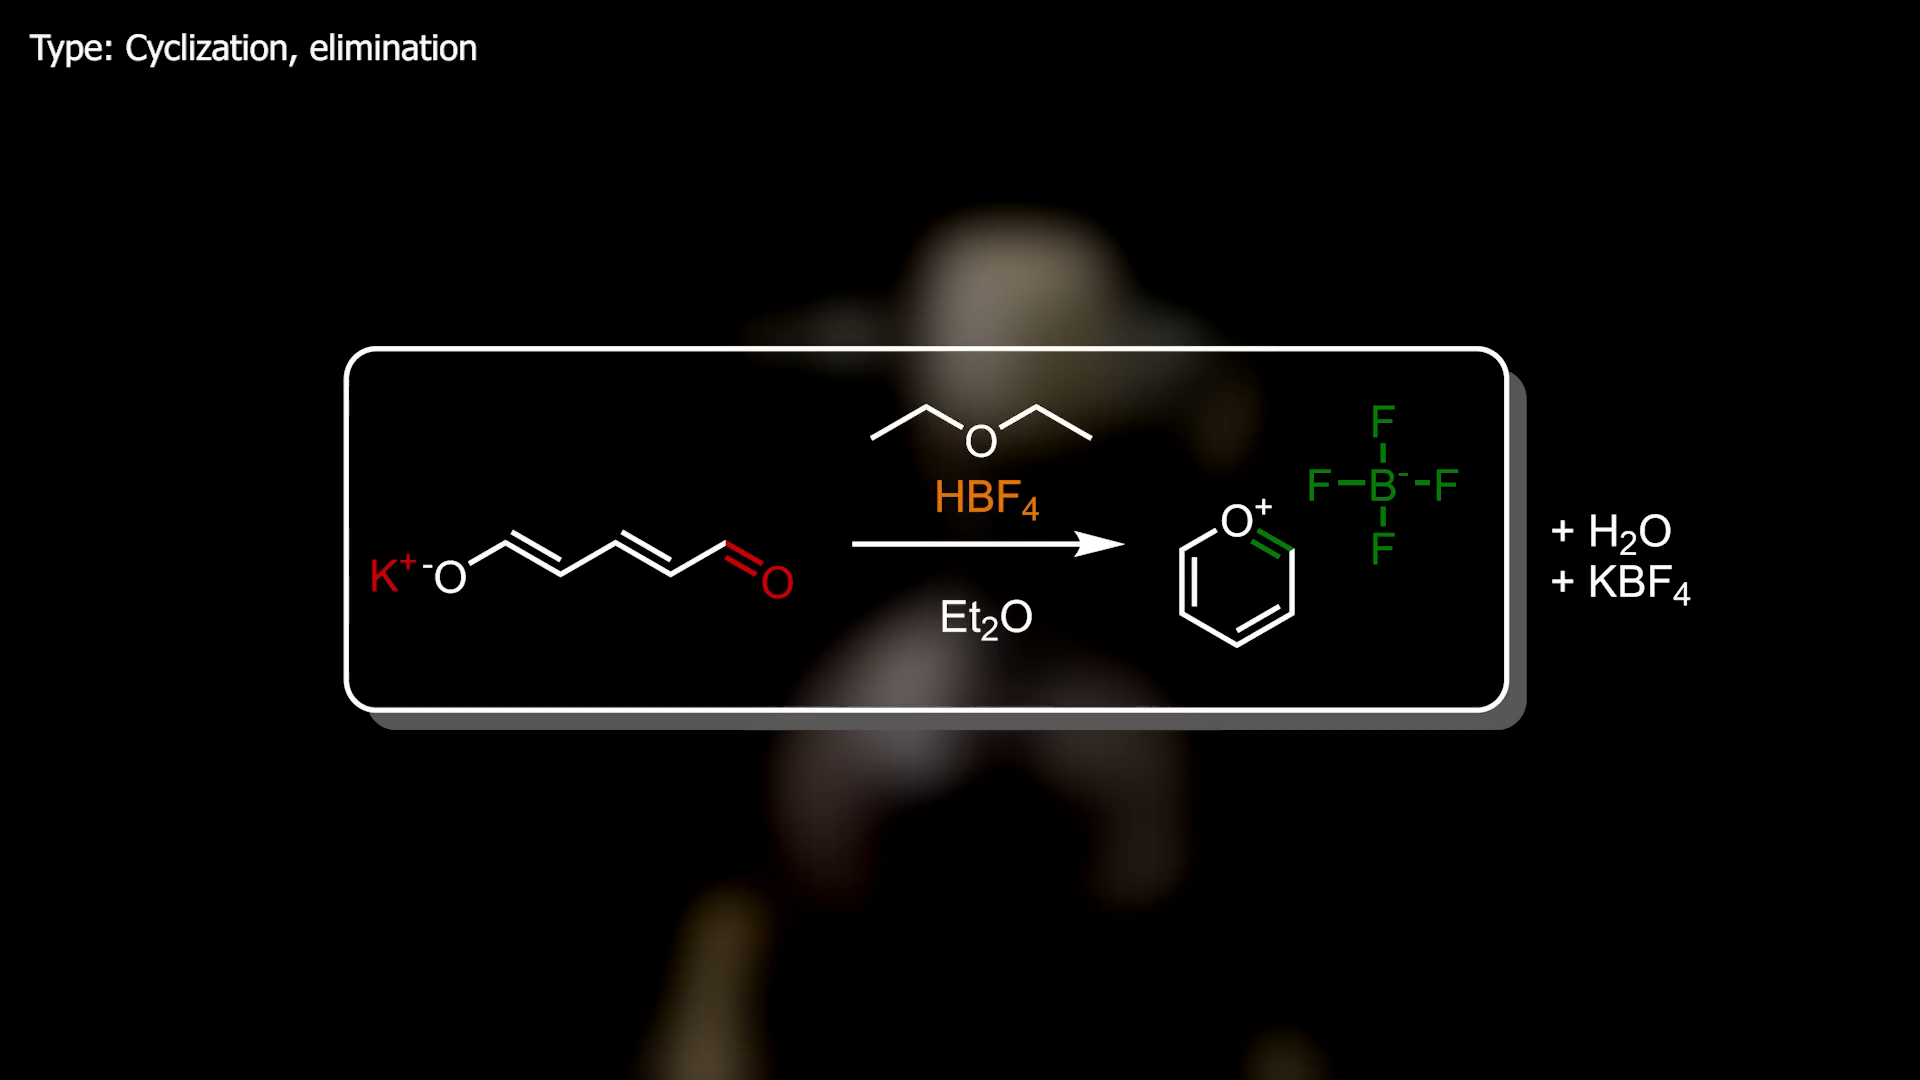 Type: Cyclization, elimination
O
HBF₄
K⁺ ⁻O
O
Et₂O
O⁺
F
F B⁻ F
F
+ H₂O
+ KBF₄